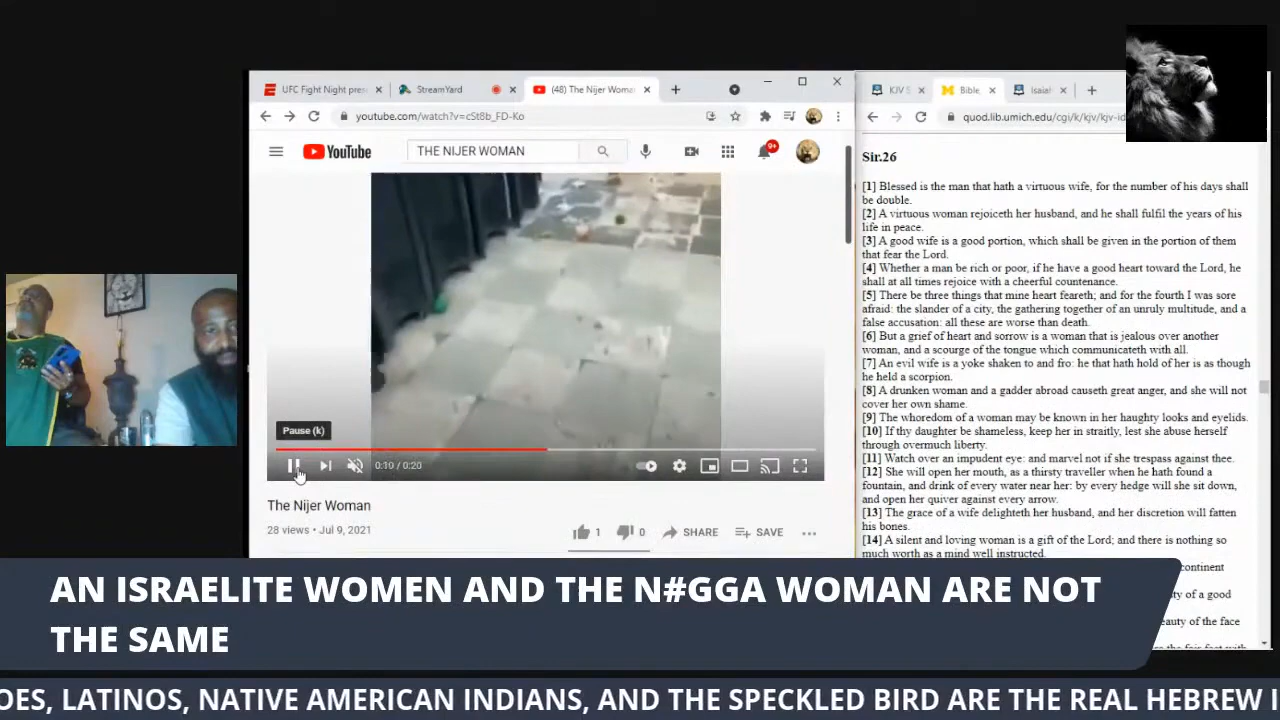 UFC Fight Night pres
StreamYard
(48) The Nijer Woma
youtube.com/watch?v=cSt8b_FD-Ko
YouTube
THE NIJER WOMAN
9+
Pause (k)
0:10 / 0:20
The Nijer Woman
28 views • Jul 9, 2021
1
0
SHARE
SAVE
KJV S
Bible
Isaiah
quod.lib.umich.edu/cgi/k/kjv/kjv-id
Sir.26
[1] Blessed is the man that hath a virtuous wife, for the number of his days shall
be double.
[2] A virtuous woman rejoiceth her husband, and he shall fulfil the years of his
life in peace.
[3] A good wife is a good portion, which shall be given in the portion of them
that fear the Lord.
[4] Whether a man be rich or poor, if he have a good heart toward the Lord, he
shall at all times rejoice with a cheerful countenance.
[5] There be three things that mine heart feareth; and for the fourth I was sore
afraid: the slander of a city, the gathering together of an unruly multitude, and a
false accusation: all these are worse than death.
[6] But a grief of heart and sorrow is a woman that is jealous over another
woman, and a scourge of the tongue which communicateth with all.
[7] An evil wife is a yoke shaken to and fro: he that hath hold of her is as though
he held a scorpion.
[8] A drunken woman and a gadder abroad causeth great anger, and she will not
cover her own shame.
[9] The whoredom of a woman may be known in her haughty looks and eyelids.
[10] If thy daughter be shameless, keep her in straitly, lest she abuse herself
through overmuch liberty.
[11] Watch over an impudent eye: and marvel not if she trespass against thee.
[12] She will open her mouth, as a thirsty traveller when he hath found a
fountain, and drink of every water near her: by every hedge will she sit down,
and open her quiver against every arrow.
[13] The grace of a wife delighteth her husband, and her discretion will fatten
his bones.
[14] A silent and loving woman is a gift of the Lord; and there is nothing so
much worth as a mind well instructed.
continent
ty of a good
eauty of the face
AN ISRAELITE WOMEN AND THE N#GGA WOMAN ARE NOT
THE SAME
OES, LATINOS, NATIVE AMERICAN INDIANS, AND THE SPECKLED BIRD ARE THE REAL HEBREW I